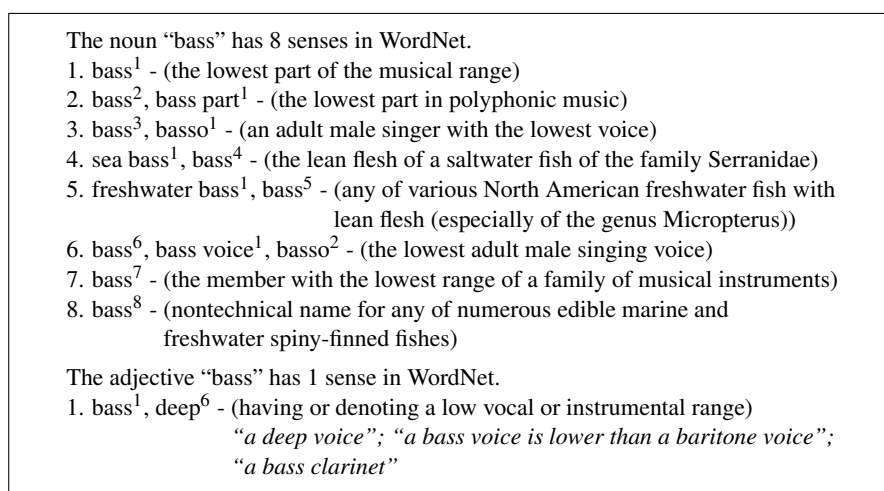 The noun “bass” has 8 senses in WordNet.
1. bass¹ - (the lowest part of the musical range)
2. bass², bass part¹ - (the lowest part in polyphonic music)
3. bass³, basso¹ - (an adult male singer with the lowest voice)
4. sea bass¹, bass⁴ - (the lean flesh of a saltwater fish of the family Serranidae)
5. freshwater bass¹, bass⁵ - (any of various North American freshwater fish with
lean flesh (especially of the genus Micropterus))
6. bass⁶, bass voice¹, basso² - (the lowest adult male singing voice)
7. bass⁷ - (the member with the lowest range of a family of musical instruments)
8. bass⁸ - (nontechnical name for any of numerous edible marine and
freshwater spiny-finned fishes)
The adjective “bass” has 1 sense in WordNet.
1. bass¹, deep⁶ - (having or denoting a low vocal or instrumental range)
“a deep voice”; “a bass voice is lower than a baritone voice”;
“a bass clarinet”